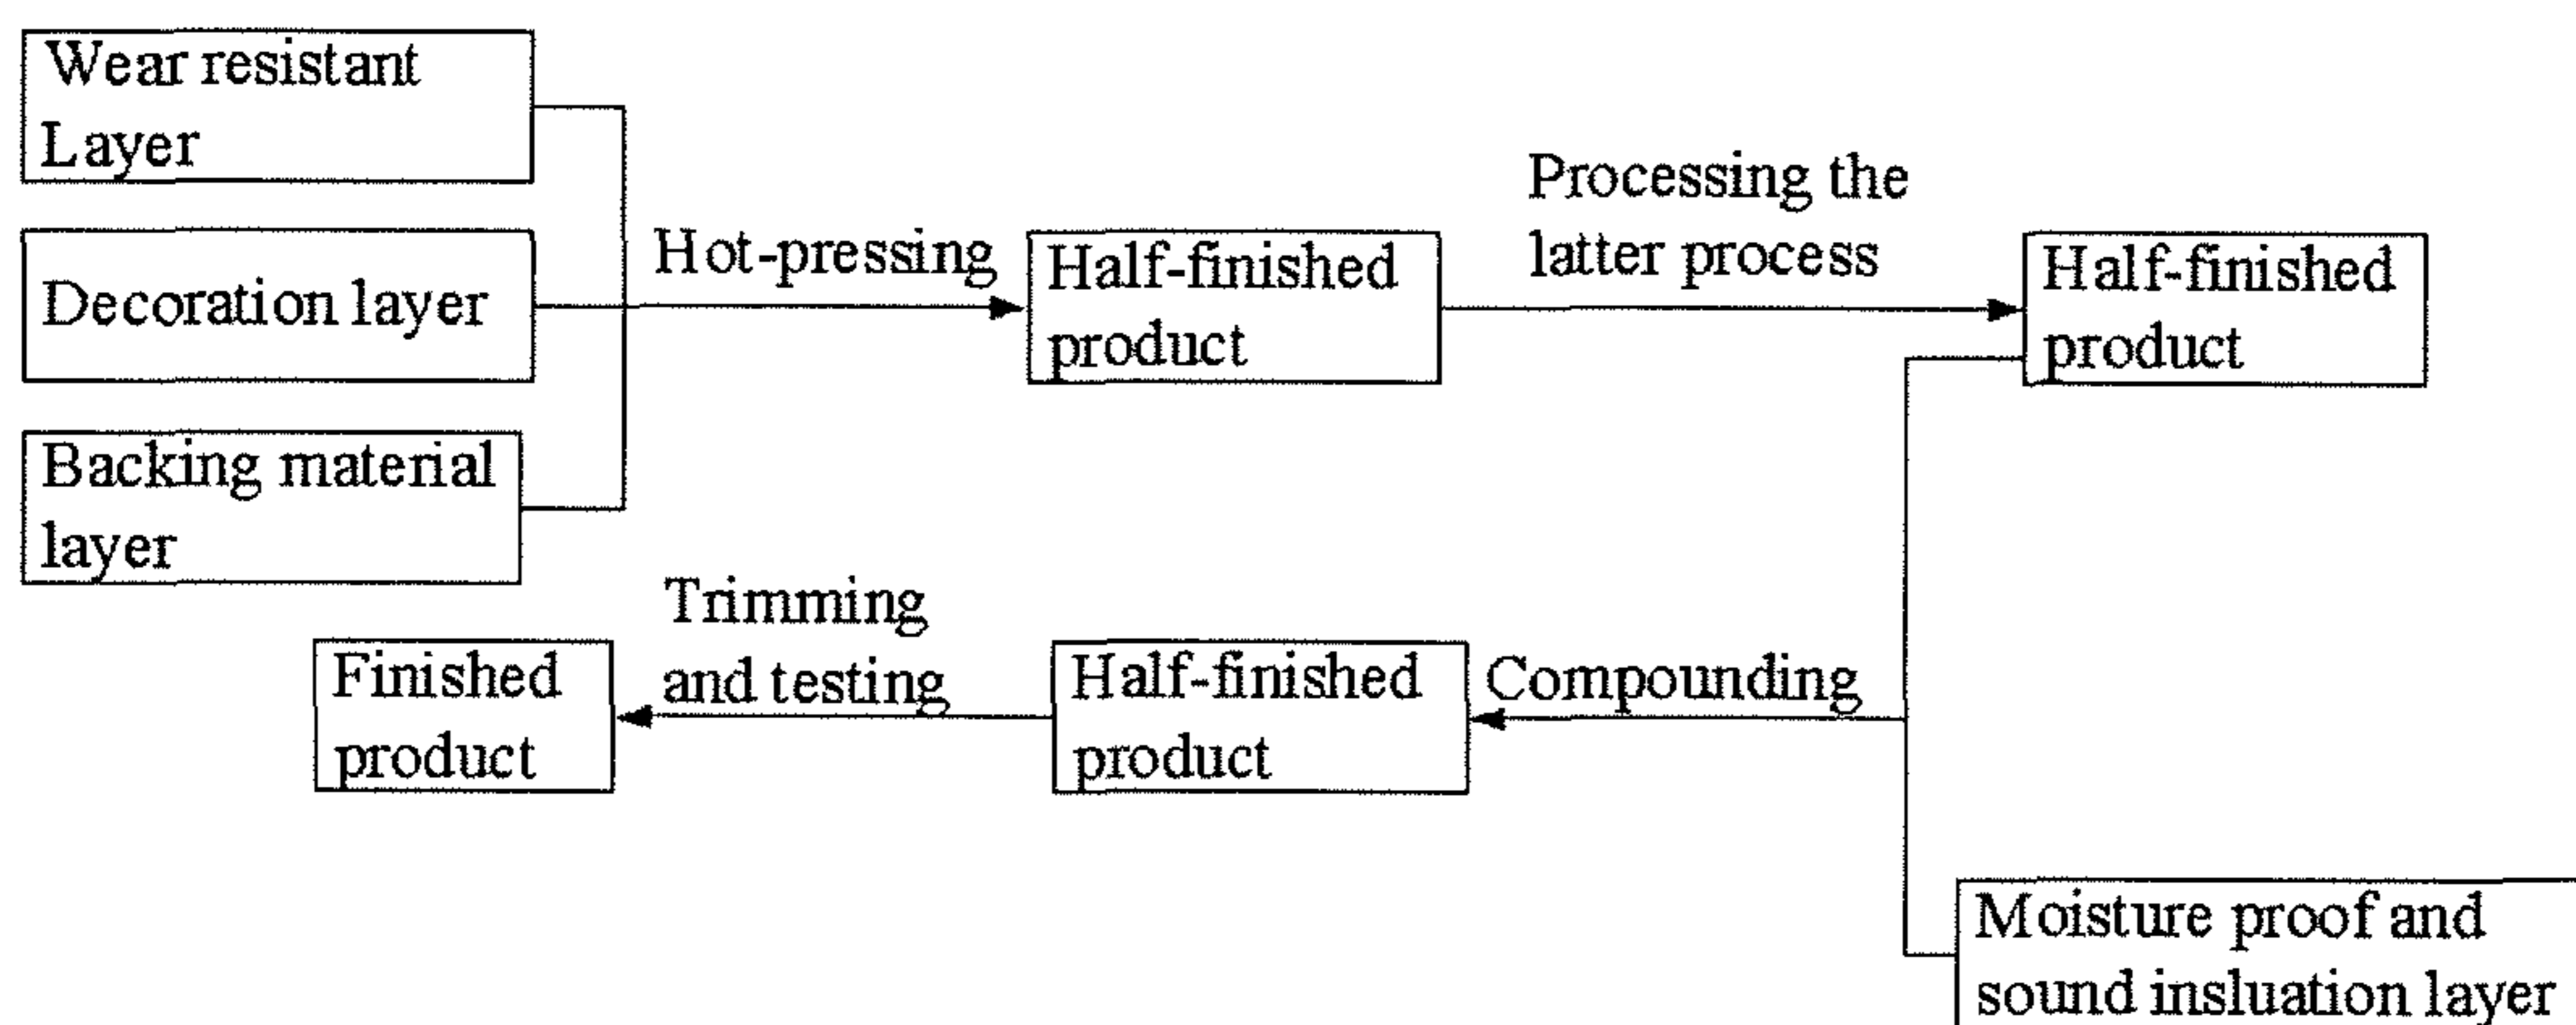 Wear resistant
Layer
Decoration layer
Backing material
layer
Hot-pressing
Half-finished
product
Processing the
latter process
Half-finished
product
Finished
product
Trimming
and testing
Half-finished
product
Compounding
Moisture proof and
sound insluation layer